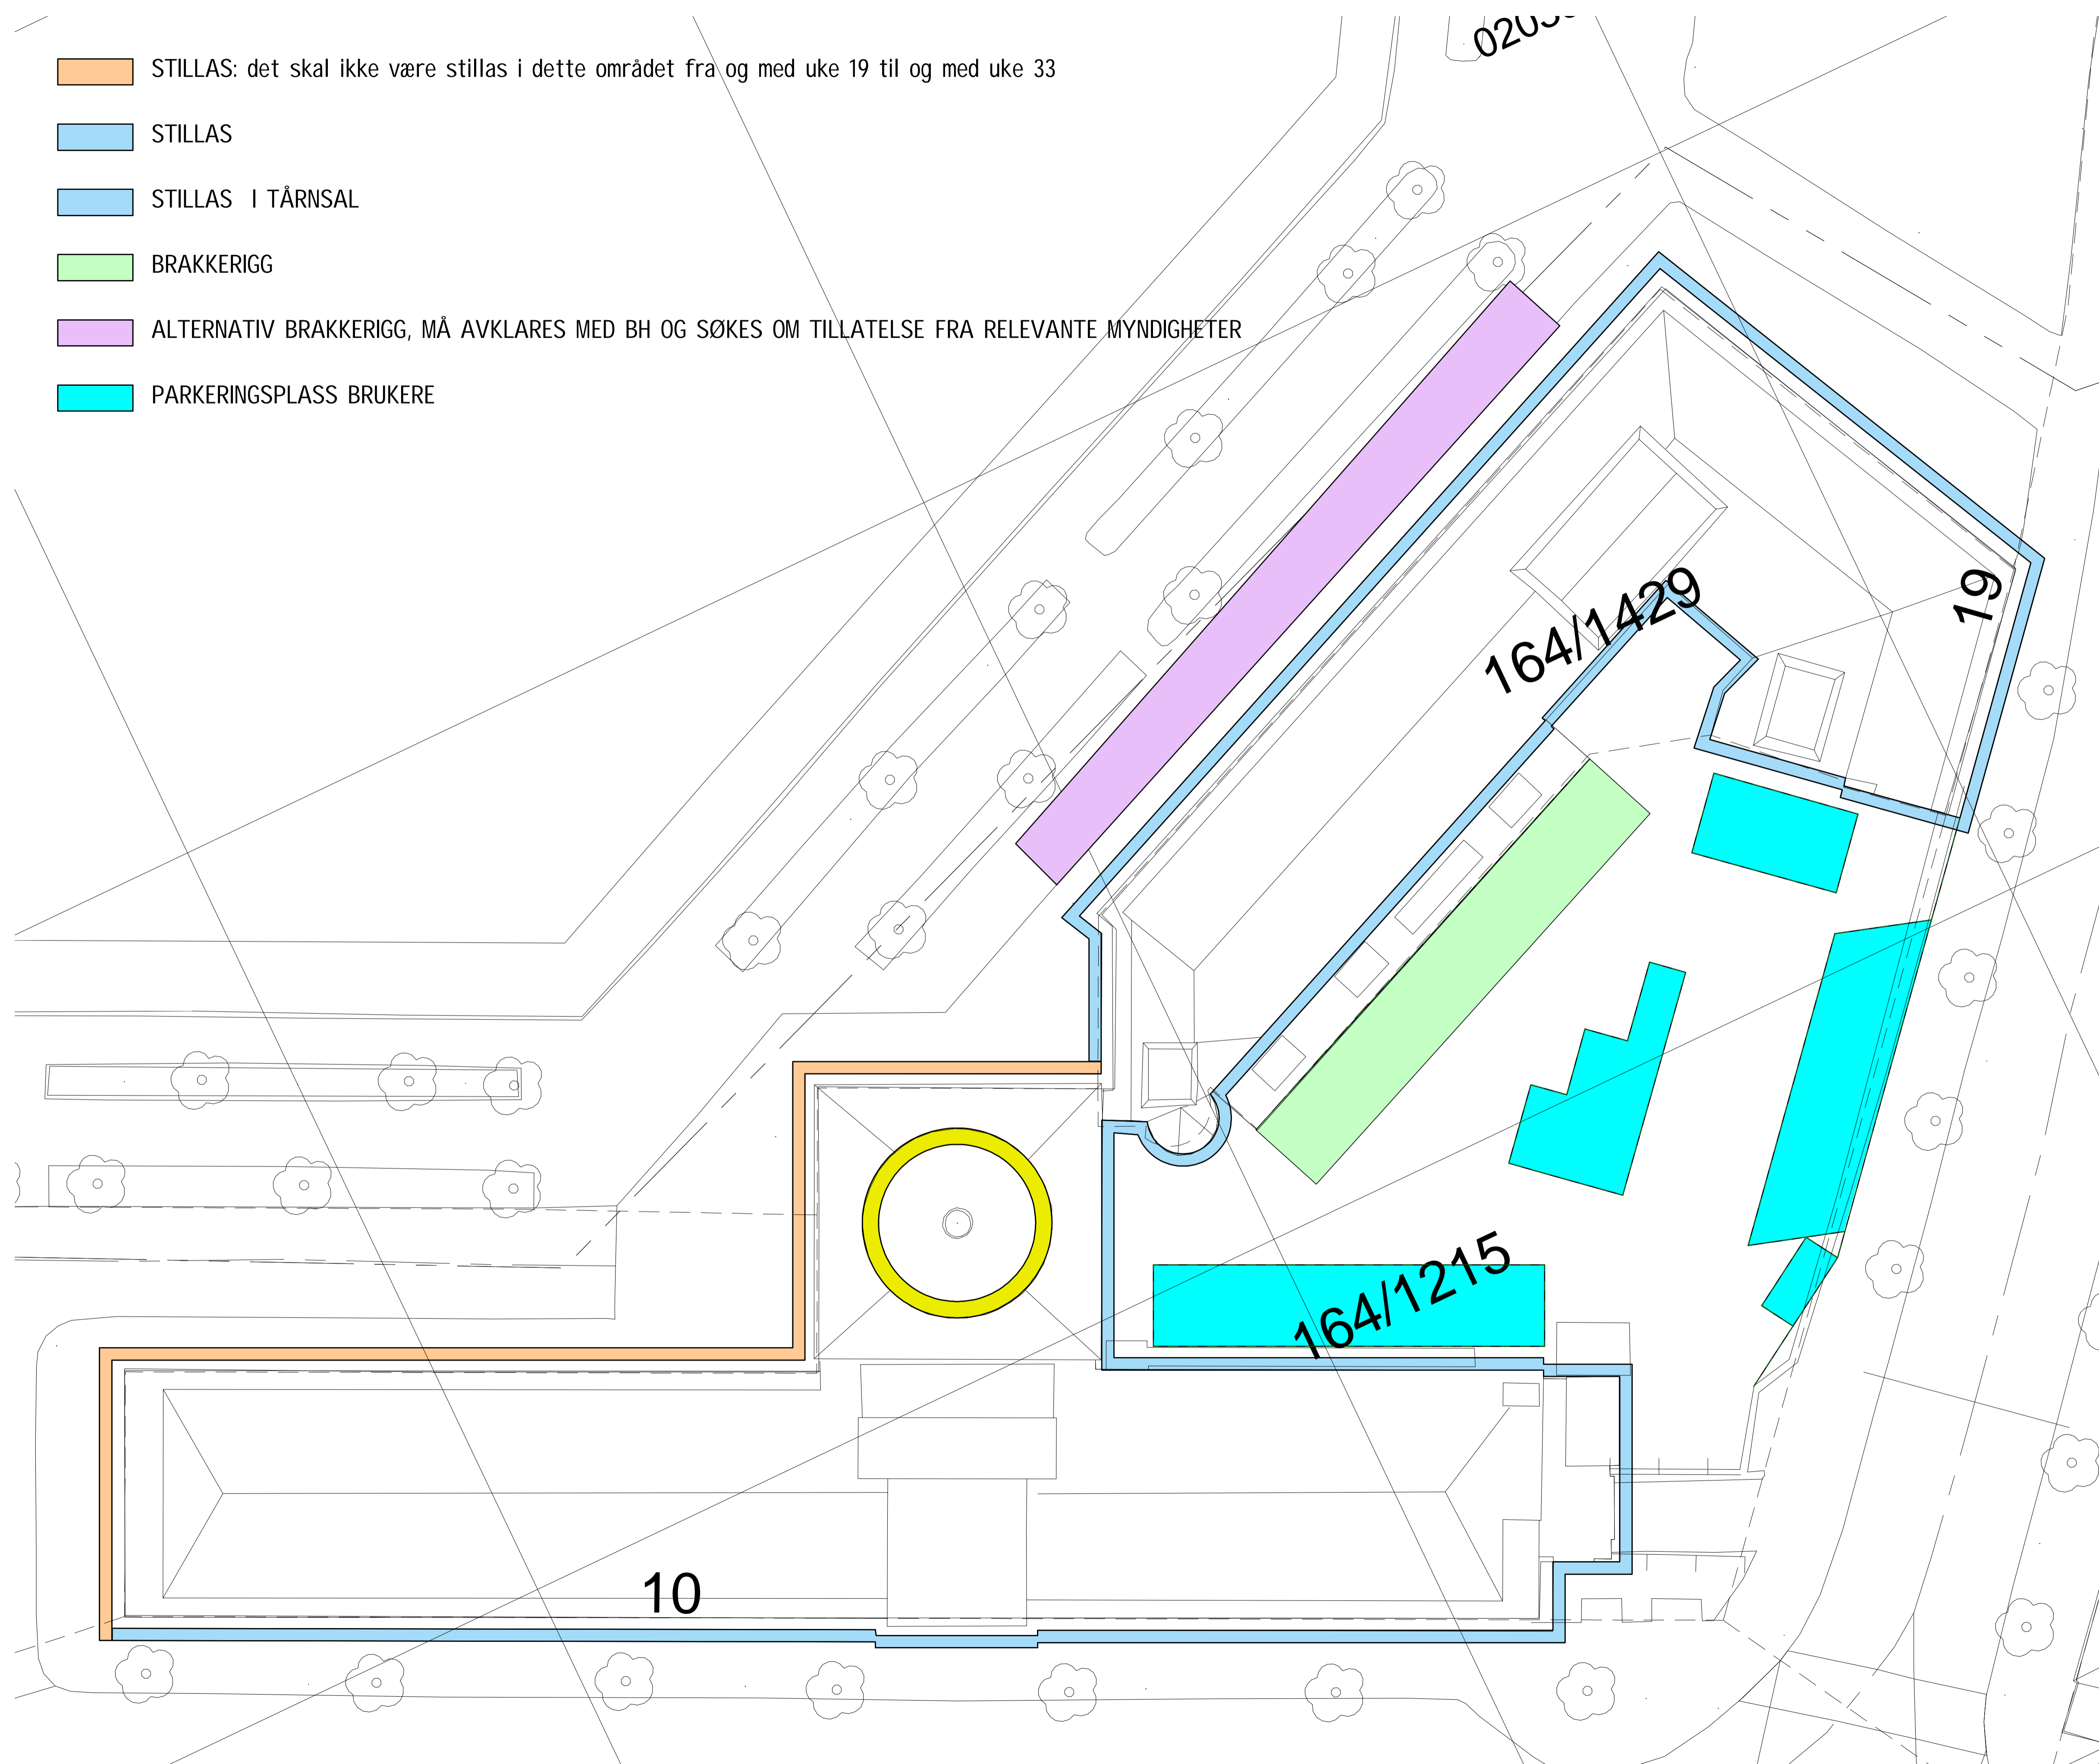 STILLAS: det skal ikke være stillas i dette området fra og med uke 19 til og med uke 33
STILLAS
STILLAS I TÅRNSAL
BRAKKERIGG
ALTERNATIV BRAKKERIGG, MÅ AVKLARES MED BH OG SØKES OM TILLATELSE FRA RELEVANTE MYNDIGHETER
PARKERINGSPLASS BRUKERE
164/1429
19
164/1215
10